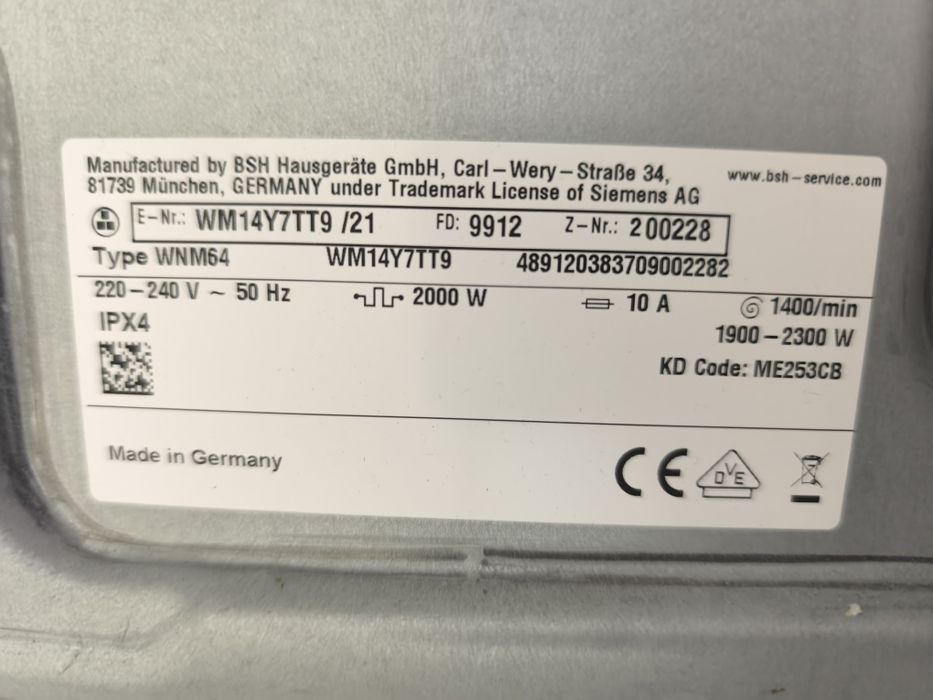 Manufactured by BSH Hausgeräte GmbH, Carl-Wery-Straße 34,
81739 München, GERMANY under Trademark License of Siemens AG
www.bsh-service.com
E-Nr.: WM14Y7TT9 /21 FD: 9912 Z-Nr.: 200228
Type WNM64 WM14Y7TT9 489120383709002282
220-240 V ~ 50 Hz 2000 W 10 A 1400/min
IPX4 1900-2300 W
KD Code: ME253CB
Made in Germany CE DVE